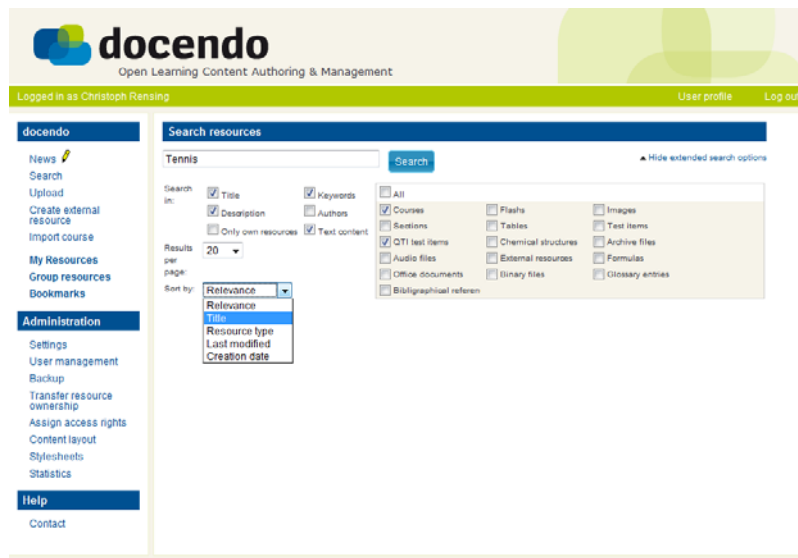 docendo
Open Learning Content Authoring & Management
Logged in as Christoph Rensing
User profile
Log out
docendo
News
Search
Upload
Create external
resource
Import course
My Resources
Group resources
Bookmarks
Administration
Settings
User management
Backup
Transfer resource
ownership
Assign access rights
Content layout
Stylesheets
Statistics
Help
Contact
Search resources
Tennis
Search
Hide extended search options
Search
in:
Title
Keywords
Description
Authors
Only own resources
Text content
Results
per
page:
20
Sort by:
Relevance
Relevance
Title
Resource type
Last modified
Creation date
All
Courses
Flashs
Images
Sections
Tables
Test items
QTI test items
Chemical structures
Archive files
Audio files
External resources
Formulas
Office documents
Binary files
Glossary entries
Bibligraphical referen